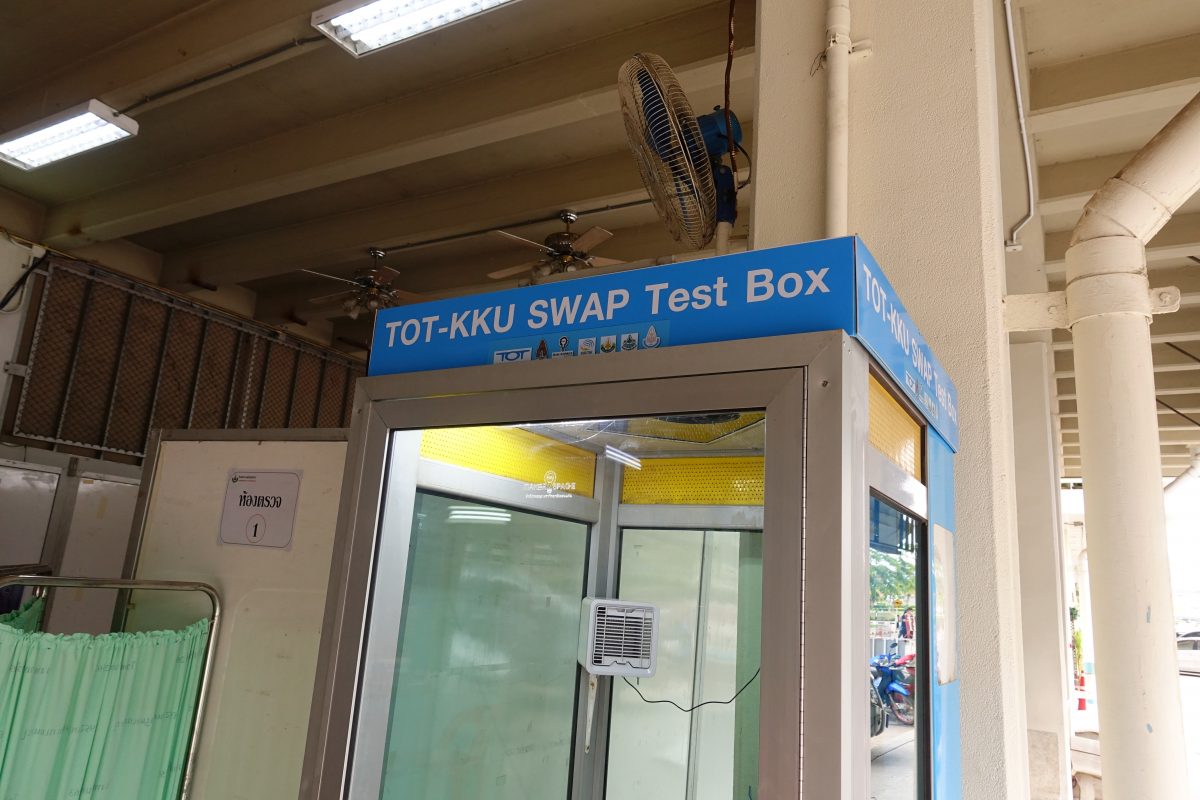 TOT-KKU SWAP Test Box
TOT
TOT-KKU SWAP Test Box
ห้องตรวจ
1